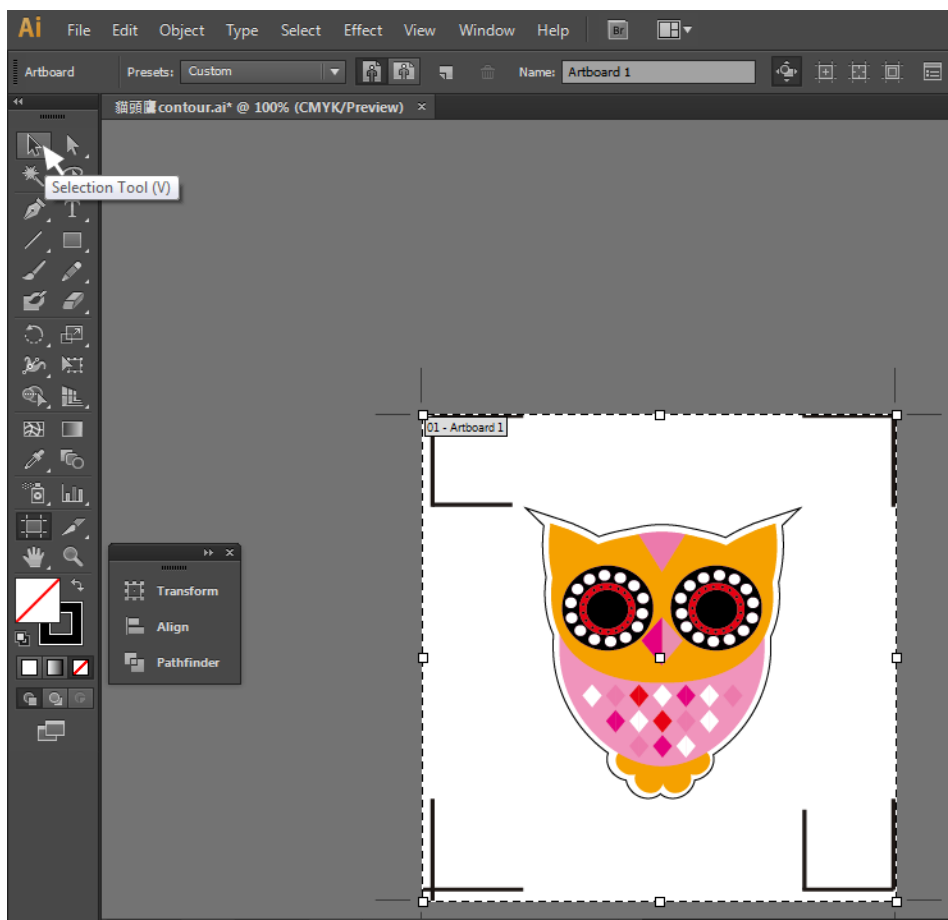 Ai File Edit Object Type Select Effect View Window Help Br
Artboard Presets: Custom Name: Artboard 1
貓頭鷹contour.ai* @ 100% (CMYK/Preview) ×
Selection Tool (V)
T
01 - Artboard 1
Transform
Align
Pathfinder